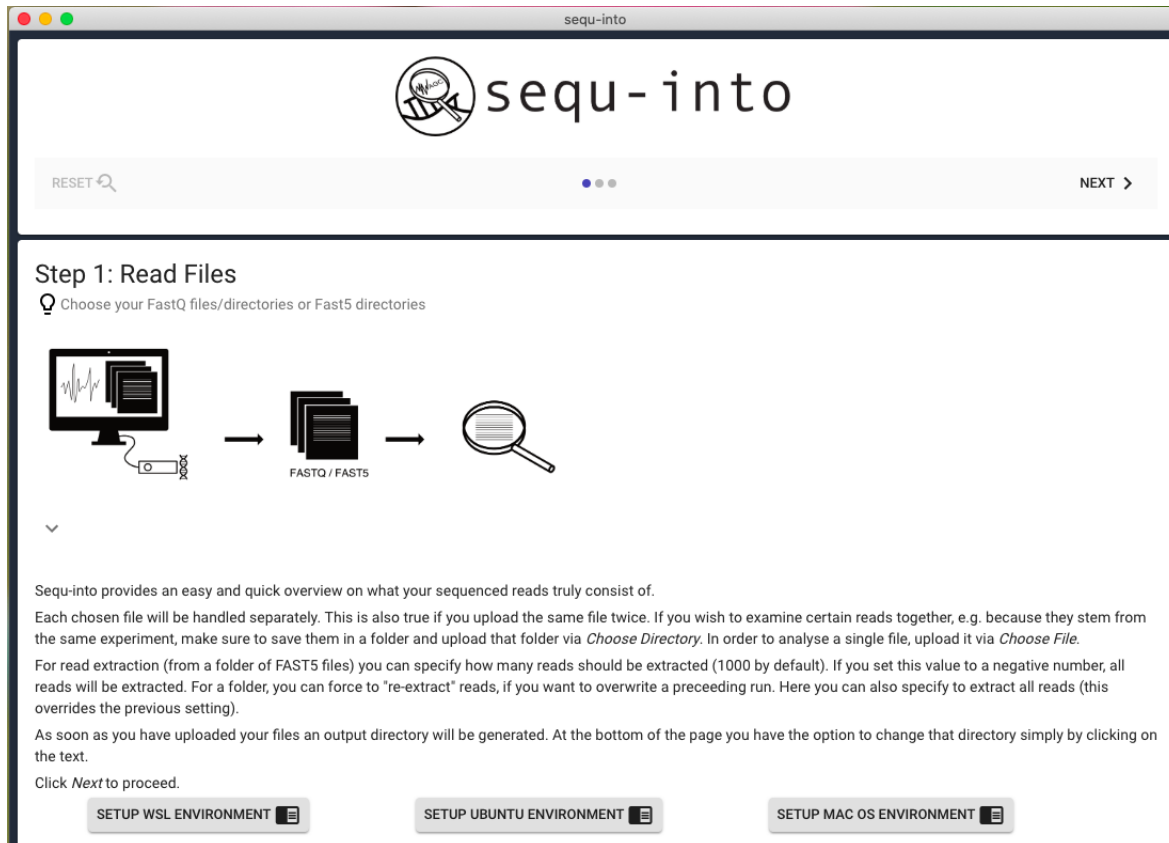 sequ-into
AGC
sequ-into
RESET
NEXT
Step 1: Read Files
Choose your FastQ files/directories or Fast5 directories
FASTQ / FAST5
Sequ-into provides an easy and quick overview on what your sequenced reads truly consist of.
Each chosen file will be handled separately. This is also true if you upload the same file twice. If you wish to examine certain reads together, e.g. because they stem from
the same experiment, make sure to save them in a folder and upload that folder via Choose Directory. In order to analyse a single file, upload it via Choose File.
For read extraction (from a folder of FAST5 files) you can specify how many reads should be extracted (1000 by default). If you set this value to a negative number, all
reads will be extracted. For a folder, you can force to "re-extract" reads, if you want to overwrite a preceeding run. Here you can also specify to extract all reads (this
overrides the previous setting).
As soon as you have uploaded your files an output directory will be generated. At the bottom of the page you have the option to change that directory simply by clicking on
the text.
Click Next to proceed.
SETUP WSL ENVIRONMENT
SETUP UBUNTU ENVIRONMENT
SETUP MAC OS ENVIRONMENT